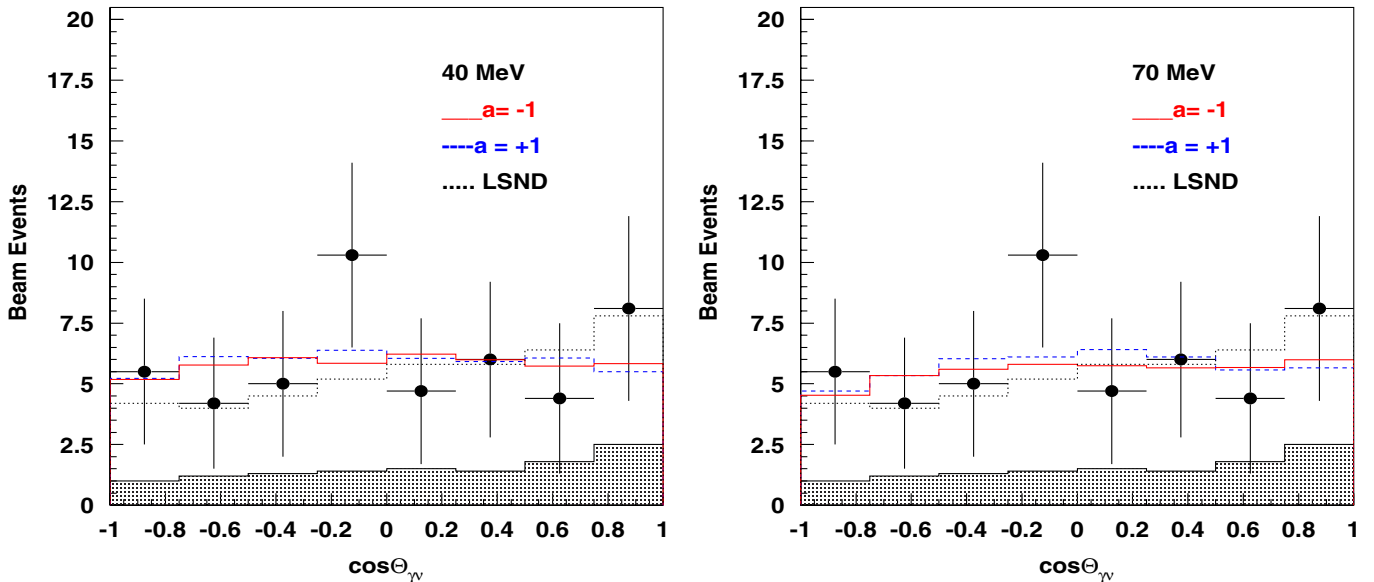 Beam Events
20
17.5
15
12.5
10
7.5
5
2.5
0
40 MeV
___a= -1
----a = +1
..... LSND
-1 -0.8 -0.6 -0.4 -0.2 0 0.2 0.4 0.6 0.8 1
cosΘγν
Beam Events
20
17.5
15
12.5
10
7.5
5
2.5
0
70 MeV
___a= -1
----a = +1
..... LSND
-1 -0.8 -0.6 -0.4 -0.2 0 0.2 0.4 0.6 0.8 1
cosΘγν